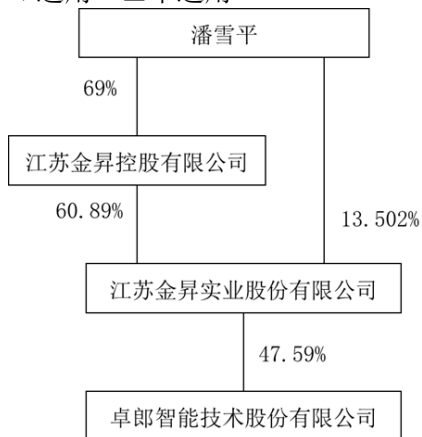 潘雪平
69%
江苏金昇控股有限公司
60.89%
13.502%
江苏金昇实业股份有限公司
47.59%
卓郎智能技术股份有限公司